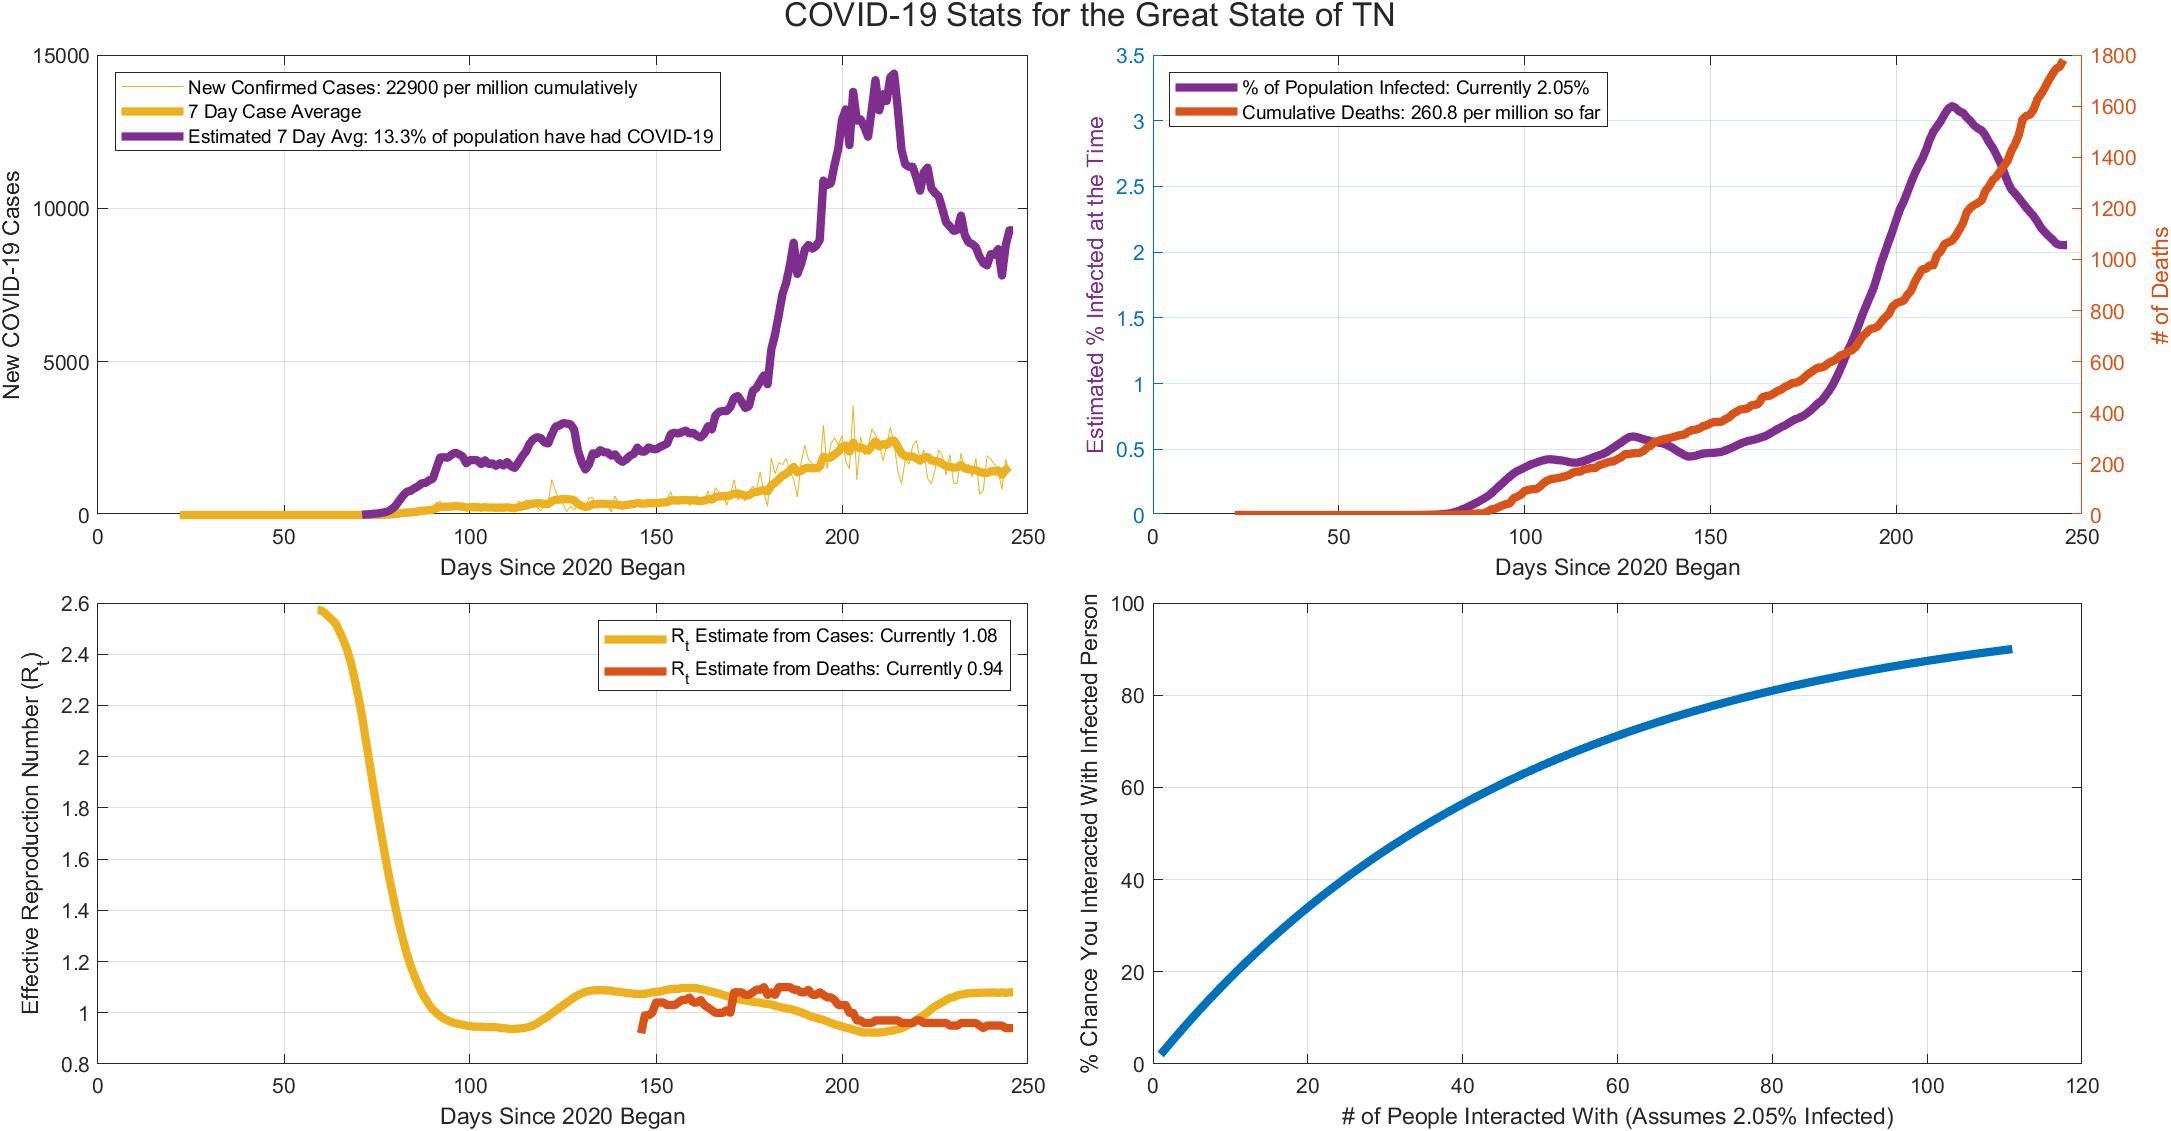 COVID-19 Stats for the Great State of TN
New COVID-19 Cases
15000
10000
5000
0
New Confirmed Cases: 22900 per million cumulatively
7 Day Case Average
Estimated 7 Day Avg: 13.3% of population have had COVID-19
0 50 100 150 200 250
Days Since 2020 Began
Estimated % Infected at the Time
3.5
3
2.5
2
1.5
1
0.5
0
% of Population Infected: Currently 2.05%
Cumulative Deaths: 260.8 per million so far
1800
1600
1400
1200
1000
800
600
400
200
0
# of Deaths
0 50 100 150 200 250
Days Since 2020 Began
Effective Reproduction Number (Rt)
2.6
2.4
2.2
2
1.8
1.6
1.4
1.2
1
0.8
Rt Estimate from Cases: Currently 1.08
Rt Estimate from Deaths: Currently 0.94
0 50 100 150 200 250
Days Since 2020 Began
% Chance You Interacted With Infected Person
100
80
60
40
20
0
0 20 40 60 80 100 120
# of People Interacted With (Assumes 2.05% Infected)